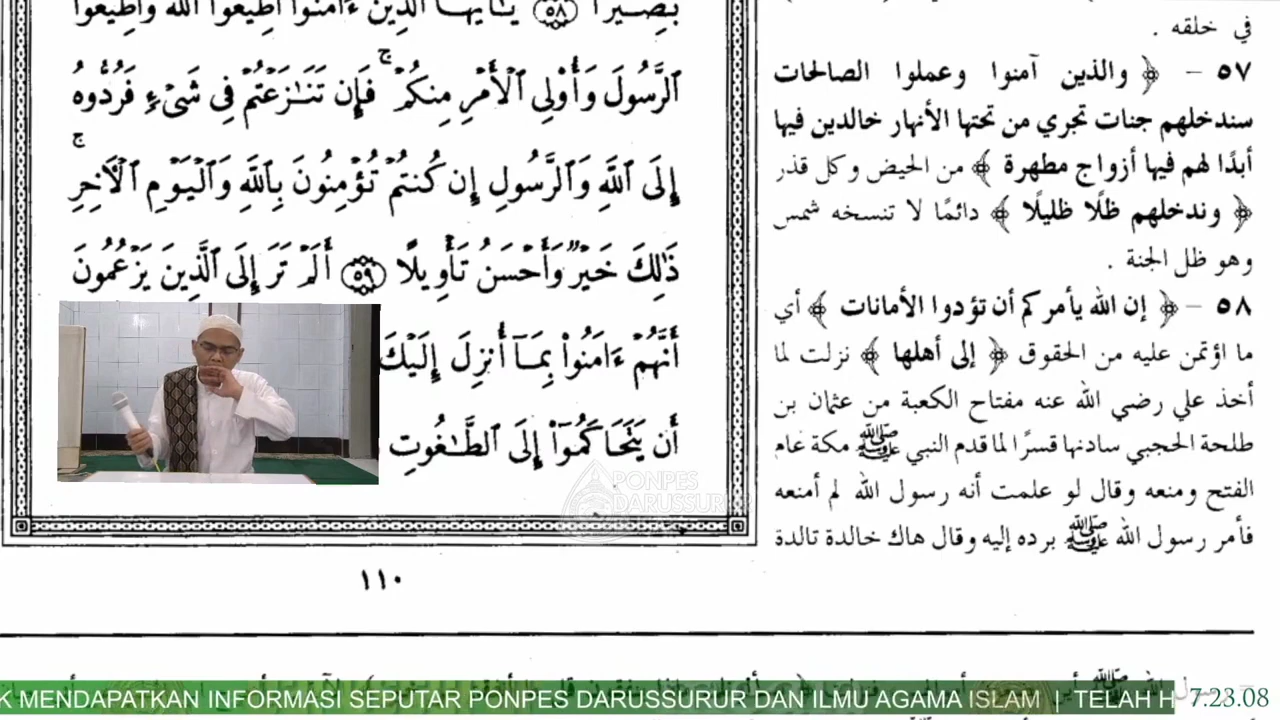 بَصِيرًا ٥٨ يَـٰٓأَيُّهَا ٱلَّذِينَ ءَامَنُوٓا۟ أَطِيعُوا۟ ٱللَّهَ وَأَطِيعُوا۟
ٱلرَّسُولَ وَأُو۟لِى ٱلْأَمْرِ مِنكُمْ ۖ فَإِن تَنَـٰزَعْتُمْ فِى شَىْءٍ فَرُدُّوهُ
إِلَى ٱللَّهِ وَٱلرَّسُولِ إِن كُنتُمْ تُؤْمِنُونَ بِٱللَّهِ وَٱلْيَوْمِ ٱلْـَٔاخِرِ ۚ
ذَٰلِكَ خَيْرٌ وَأَحْسَنُ تَأْوِيلًا ٥٩ أَلَمْ تَرَ إِلَى ٱلَّذِينَ يَزْعُمُونَ
أَنَّهُمْ ءَامَنُوا۟ بِمَآ أُنزِلَ إِلَيْكَ
أَن يَتَحَاكَمُوٓا۟ إِلَى ٱلطَّـٰغُوتِ
١١٠
في خلقه .
٥٧ – ﴿ والذين آمنوا وعملوا الصالحات
سندخلهم جنات تجري من تحتها الأنهار خالدين فيها
أبدًا لهم فيها أزواج مطهرة ﴾ من الحيض وكل قذر
﴿ وندخلهم ظلًا ظليلًا ﴾ دائمًا لا تنسخه شمس
وهو ظل الجنة .
٥٨ – ﴿ إن الله يأمركم أن تؤدوا الأمانات ﴾ أي
ما اؤتمن عليه من الحقوق ﴿ إلى أهلها ﴾ نزلت لما
أخذ علي رضي الله عنه مفتاح الكعبة من عثمان بن
طلحة الحجبي سادنها قسرًا لما قدم النبي ﷺ مكة عام
الفتح ومنعه وقال لو علمت أنه رسول الله لم أمنعه
فأمر رسول الله ﷺ برده إليه وقال هاك خالدة تالدة
PONPES
DARUSSURUR
K MENDAPATKAN INFORMASI SEPUTAR PONPES DARUSSURUR DAN ILMU AGAMA ISLAM | TELAH H 7.23.08